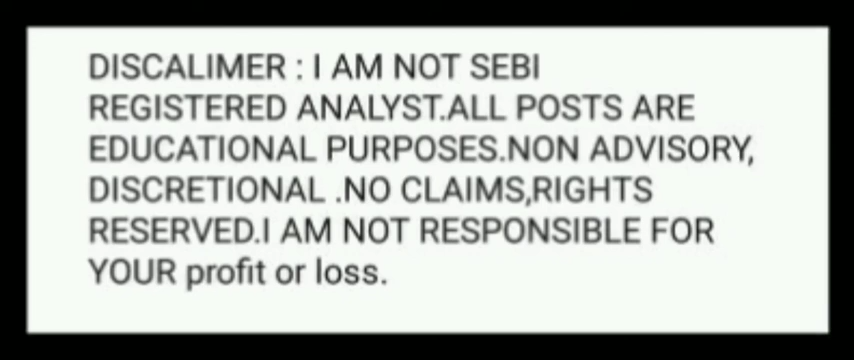 DISCALIMER : I AM NOT SEBI
REGISTERED ANALYST.ALL POSTS ARE
EDUCATIONAL PURPOSES.NON ADVISORY,
DISCRETIONAL .NO CLAIMS,RIGHTS
RESERVED.I AM NOT RESPONSIBLE FOR
YOUR profit or loss.